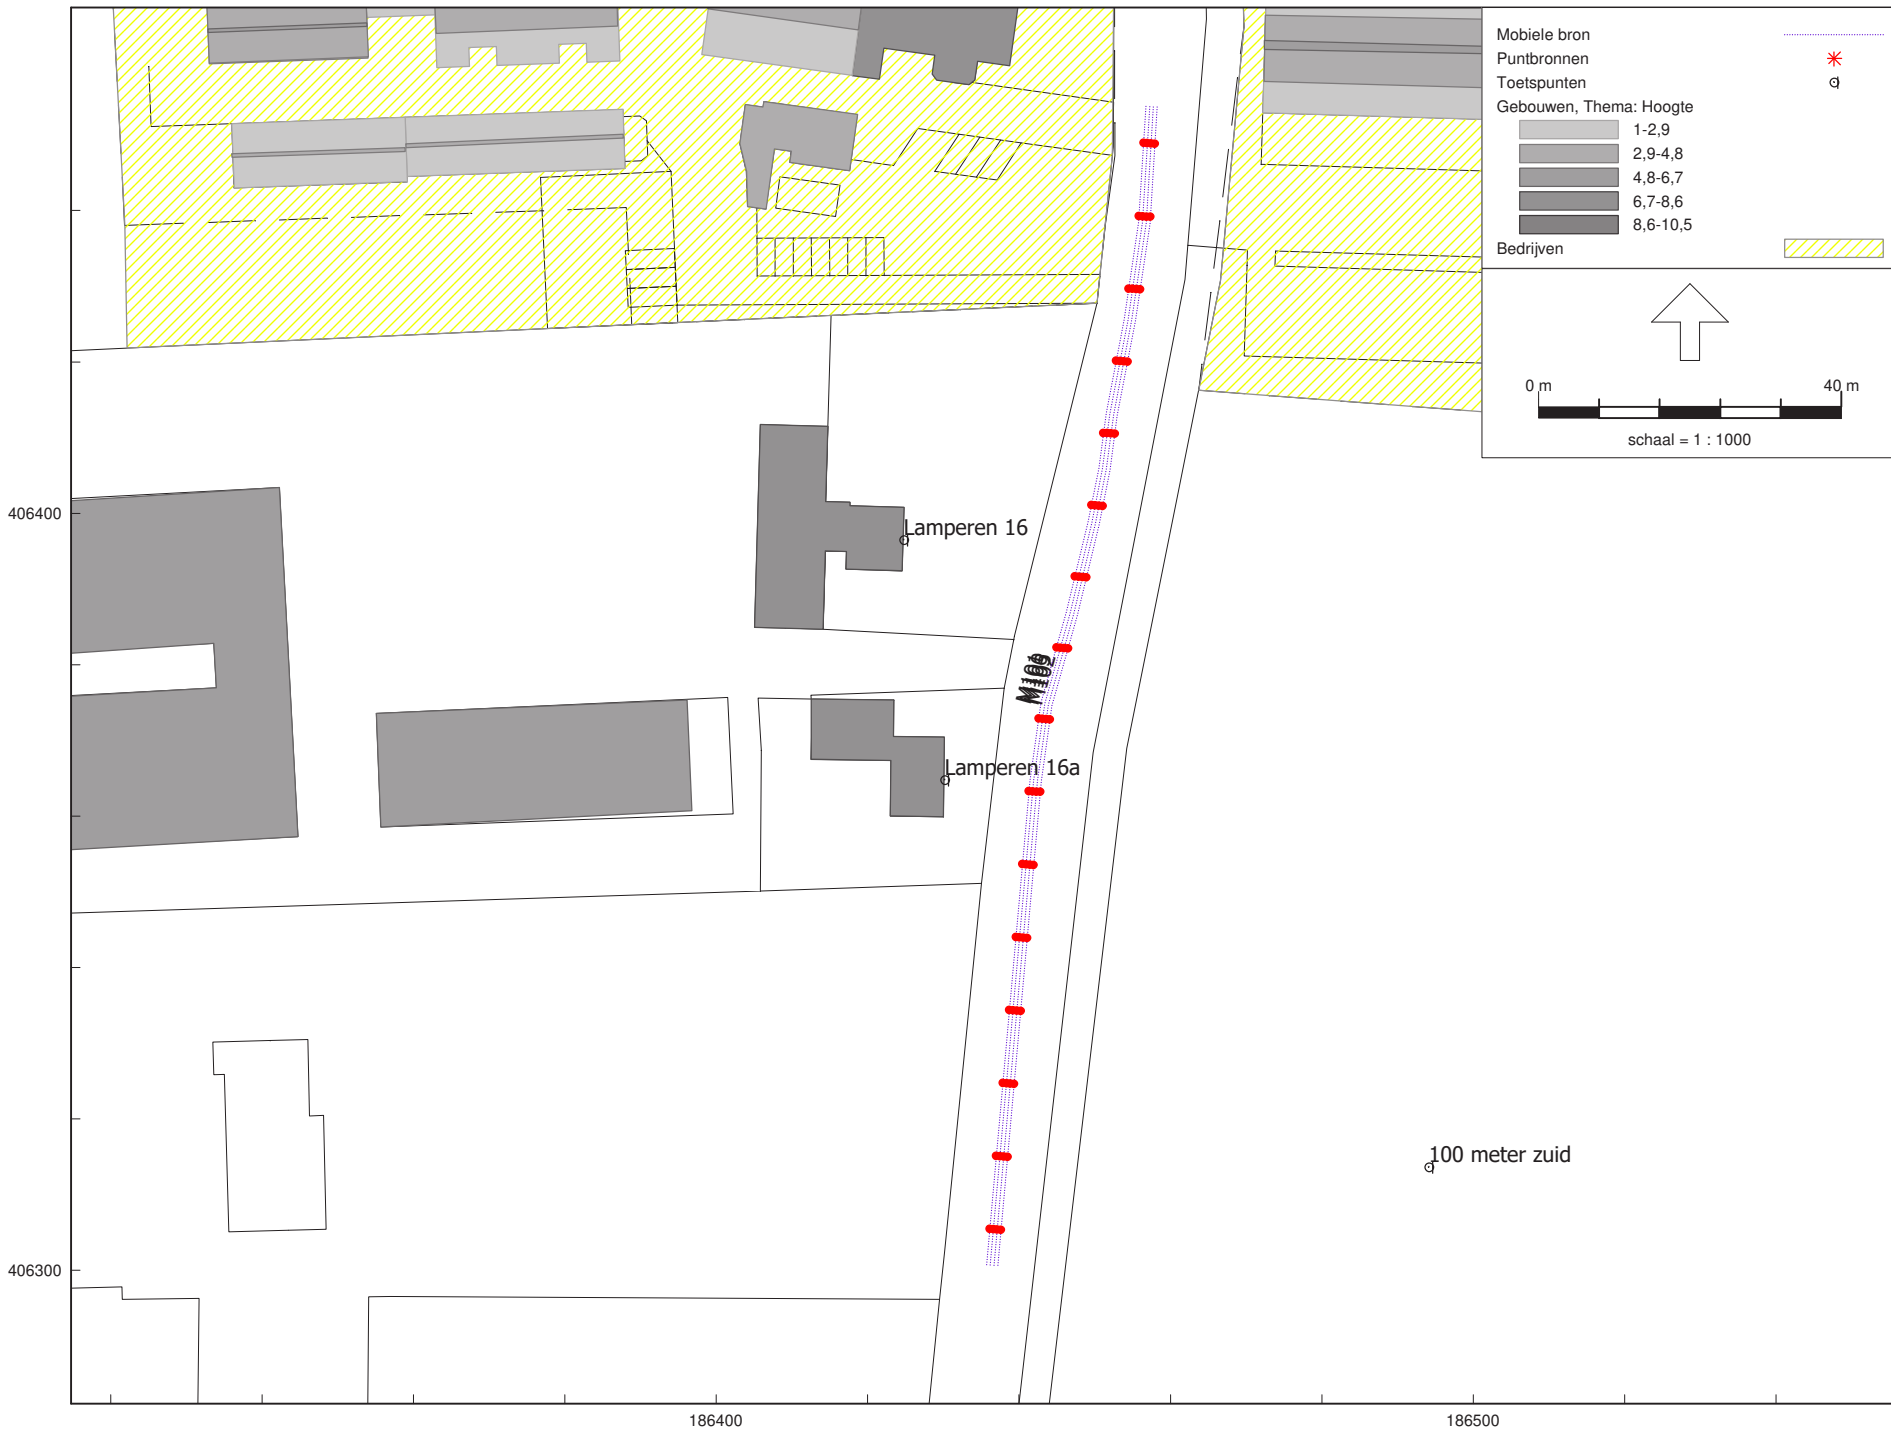 Mobiele bron
Puntbronnen
Toetspunten
Gebouwen, Thema: Hoogte
1-2,9
2,9-4,8
4,8-6,7
6,7-8,6
8,6-10,5
Bedrijven
0 m 40 m
schaal = 1 : 1000
406400
Lamperen 16
Lamperen 16a
100 meter zuid
406300
186400 186500